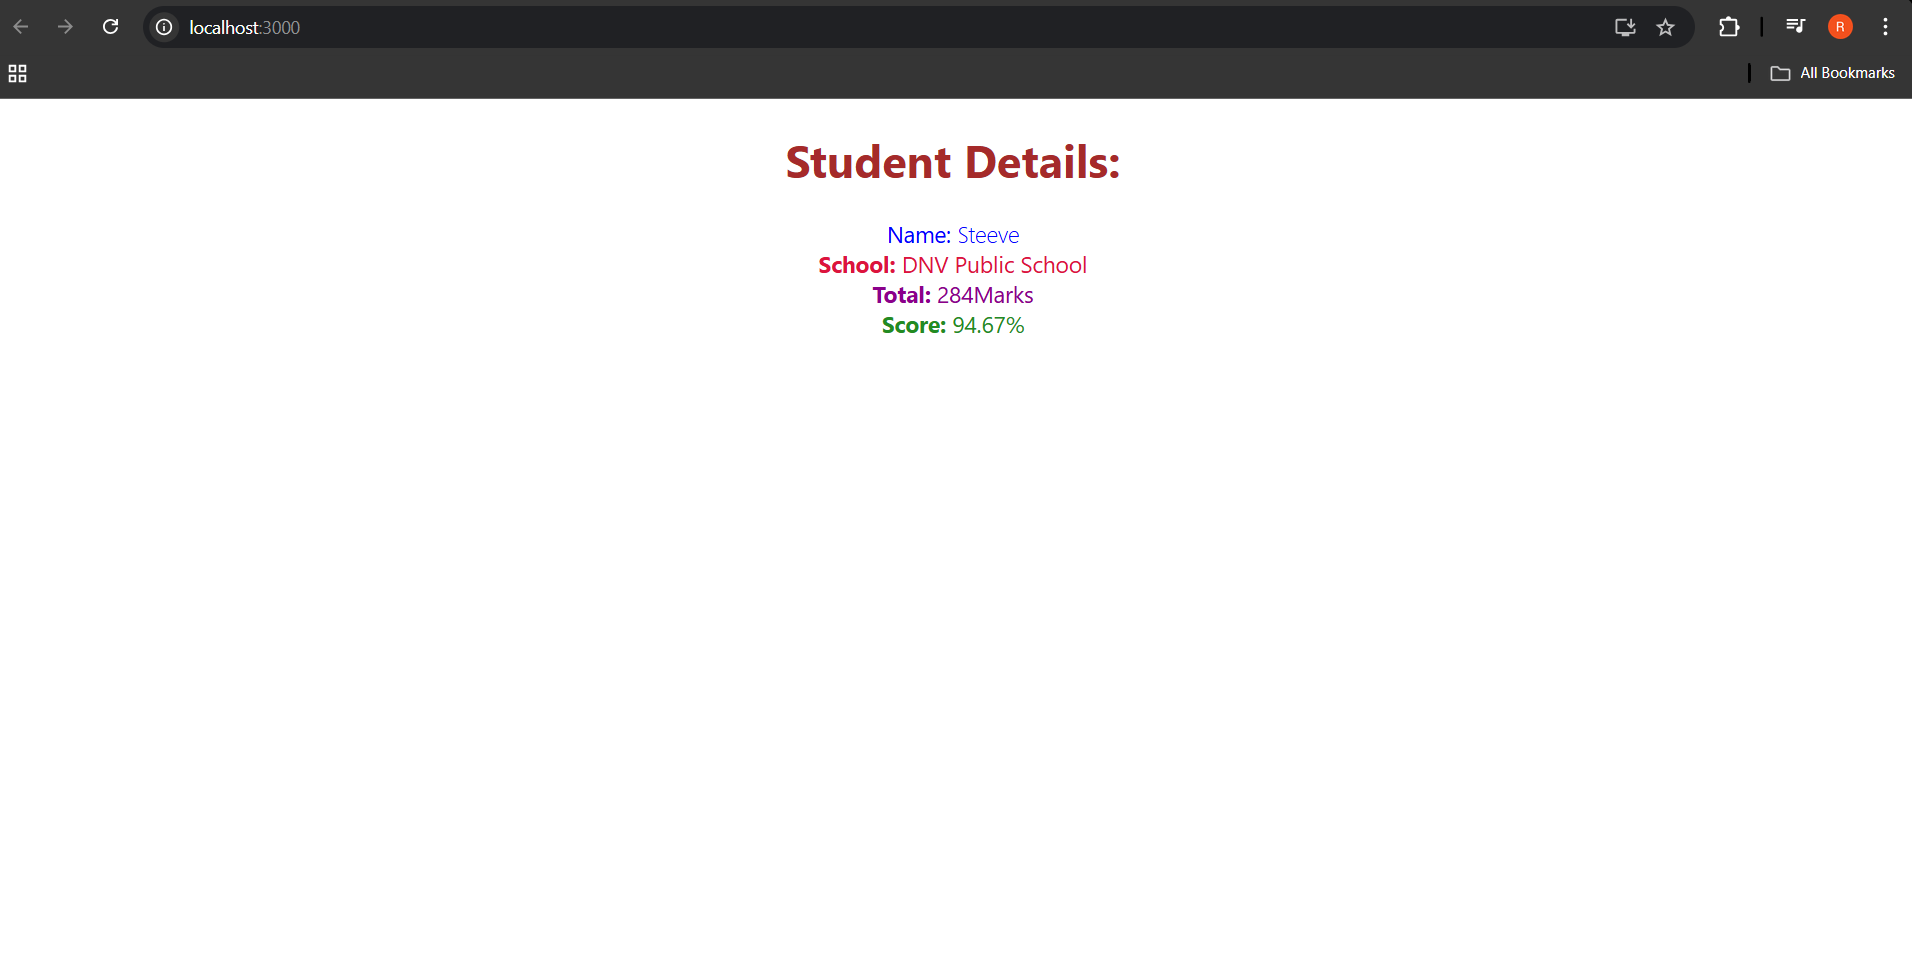 localhost:3000
R
All Bookmarks
Student Details:
Name: Steeve
School: DNV Public School
Total: 284Marks
Score: 94.67%